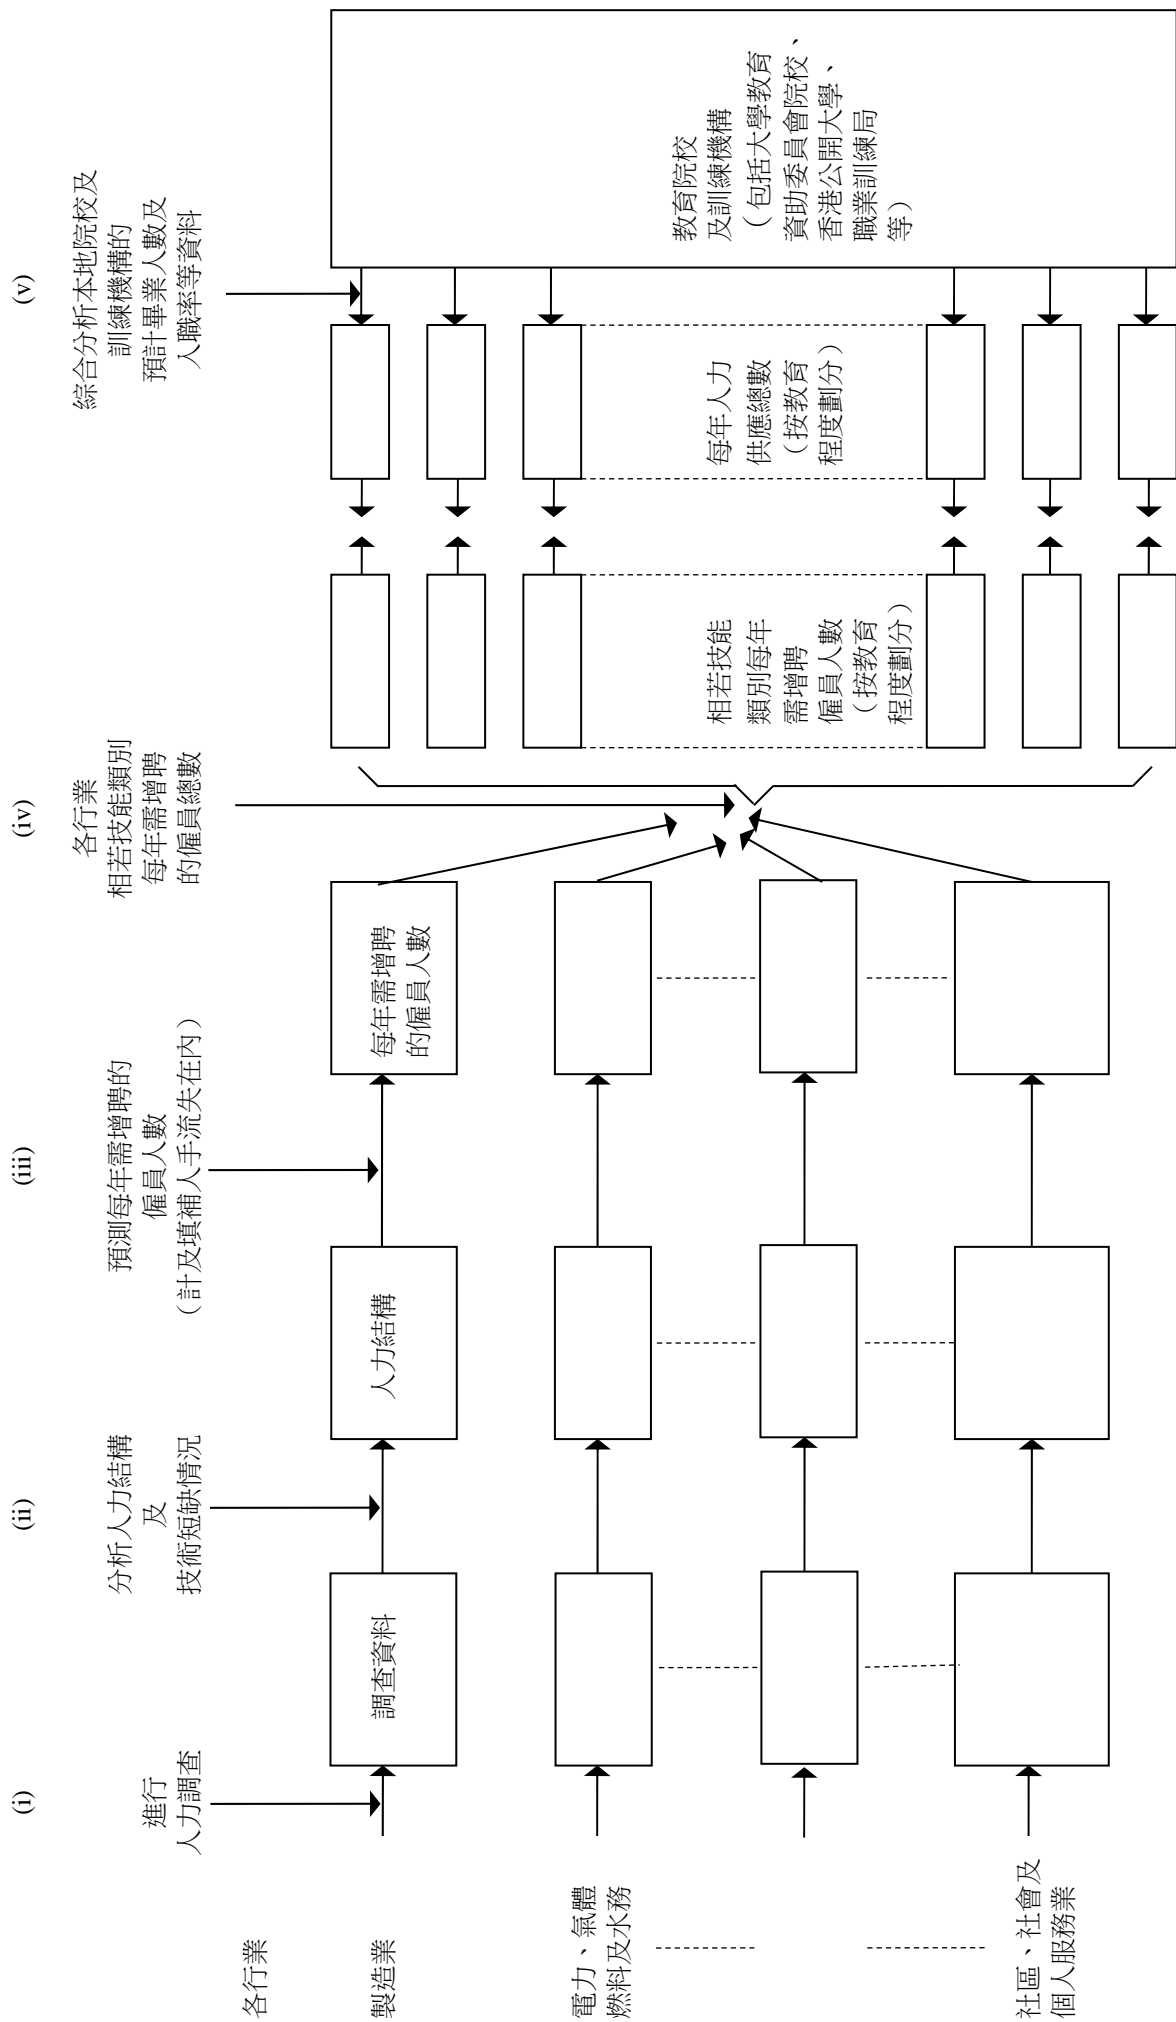 (i)
(ii)
(iii)
(iv)
(v)
進行
人力調查
分析人力結構
及
技術短缺情況
預測每年需增聘的
僱員人數
（計及填補人手流失在內）
各行業
相若技能類別
每年需增聘
的僱員總數
綜合分析本地院校及
訓練機構的
預計畢業人數及
入職率等資料
各行業
製造業
調查資料
人力結構
每年需增聘
的僱員人數
電力、氣體
燃料及水務
社區、社會及
個人服務業
相若技能
類別每年
需增聘
僱員人數
（按教育
程度劃分）
每年人力
供應總數
（按教育
程度劃分）
教育院校
及訓練機構
（包括大學教育
資助委員會院校、
香港公開大學、
職業訓練局
等）